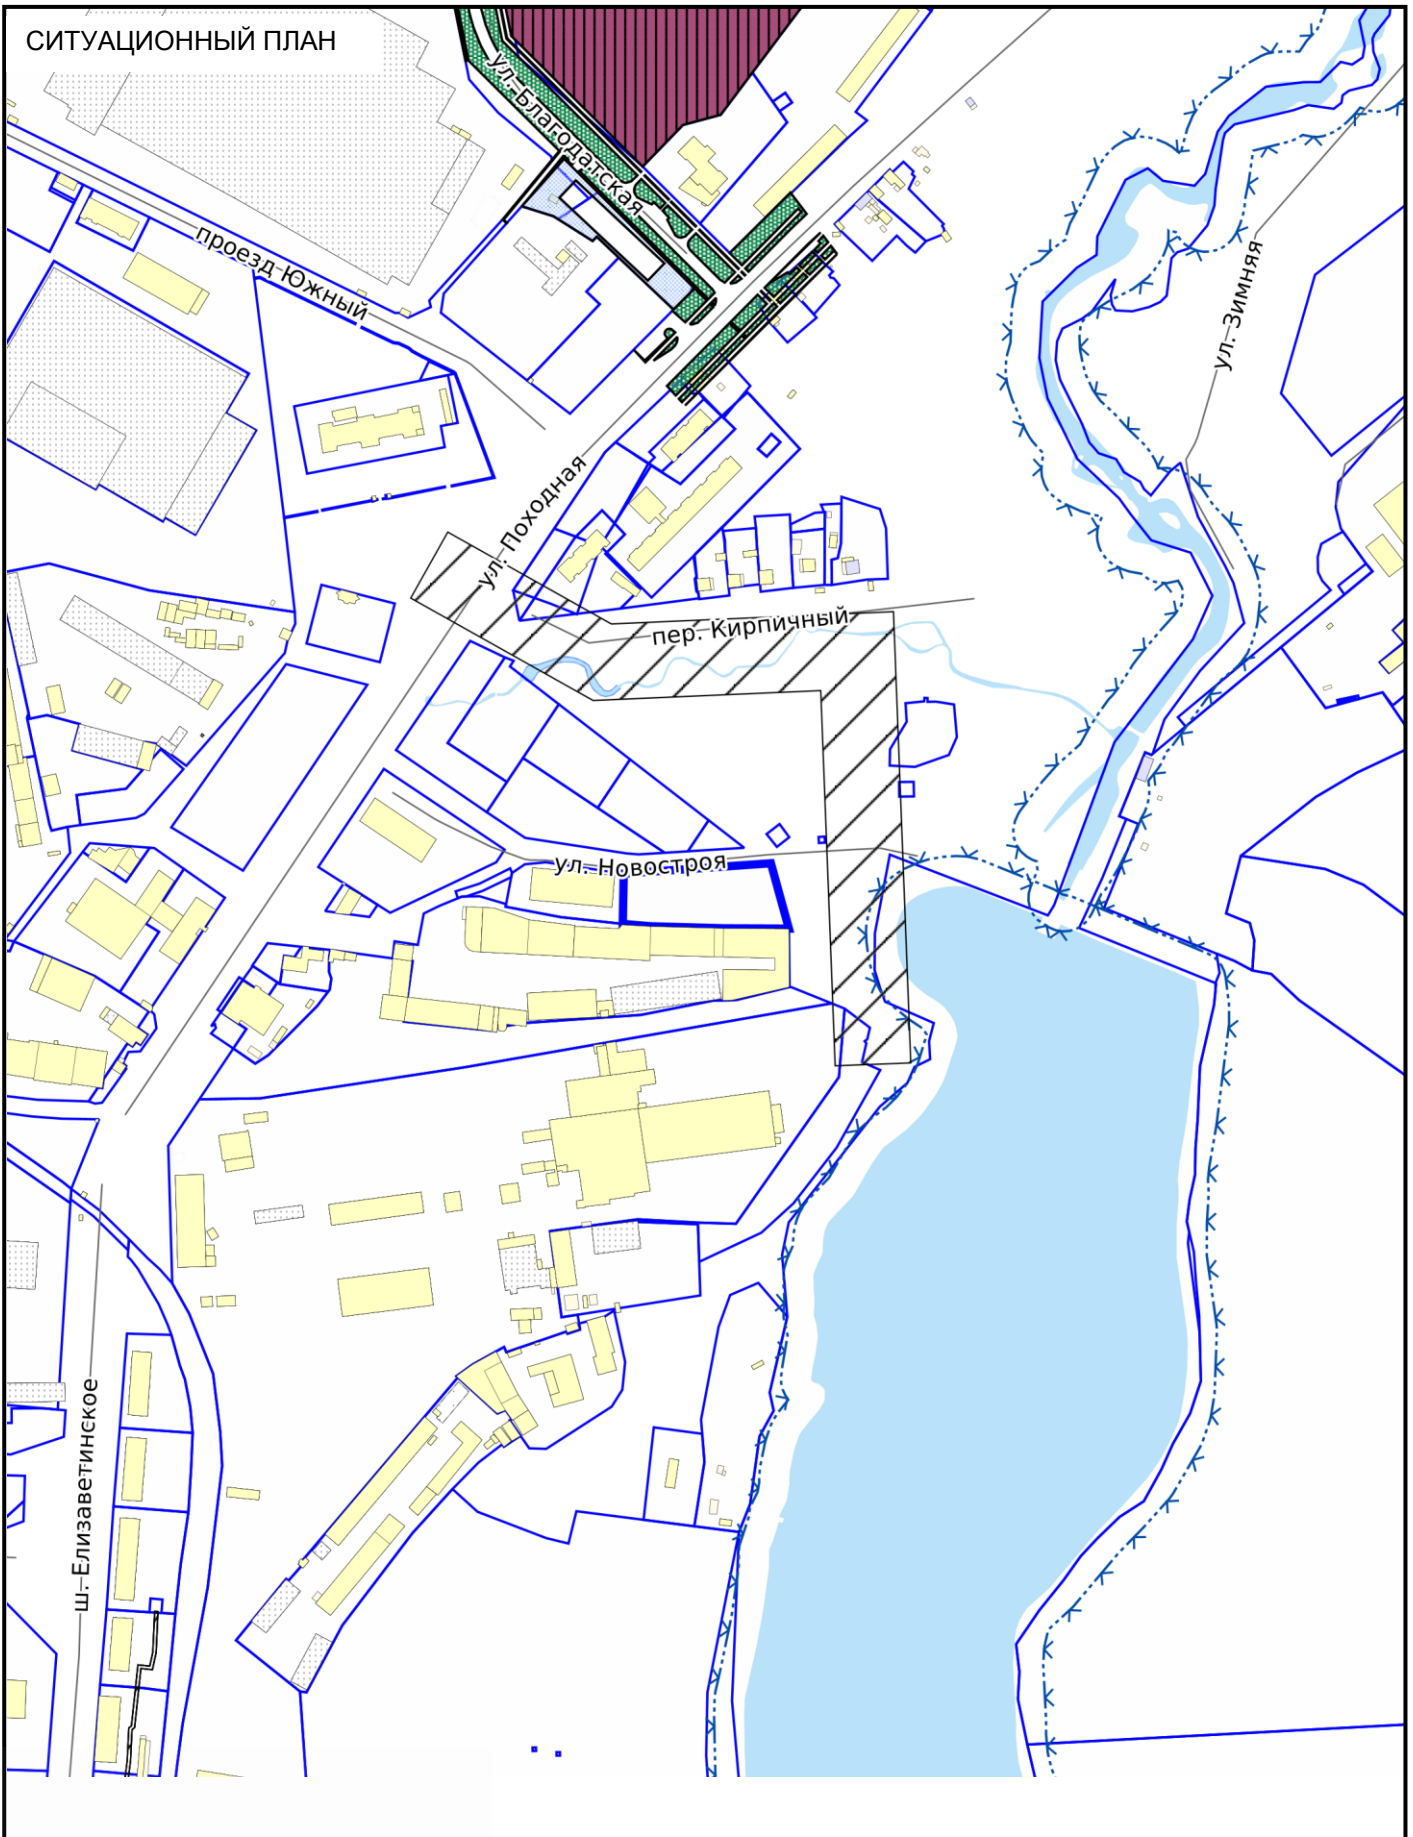 СИТУАЦИОННЫЙ ПЛАН
ул. Благодатская
проезд Южный
ул. Зимняя
ул. Походная
пер. Кирпичный
ул. Новостроя
ш. Елизаветинское